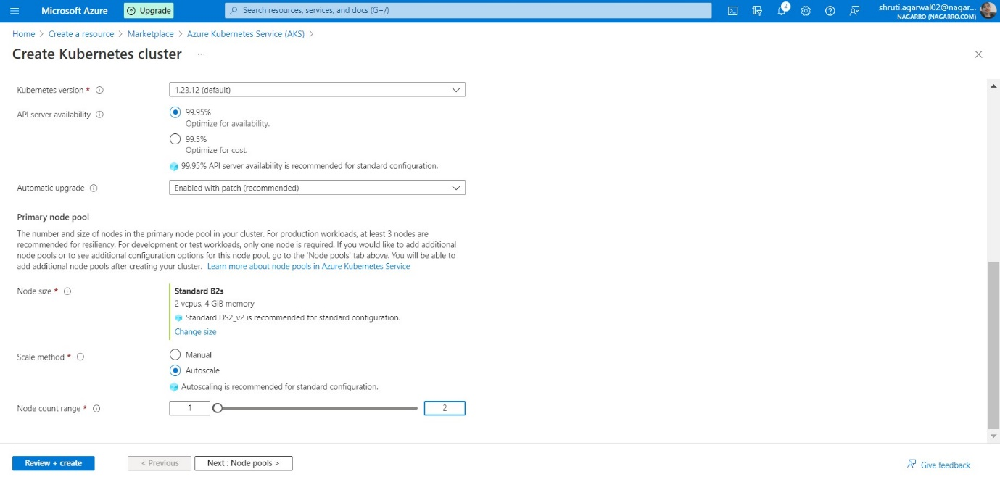 Microsoft Azure
Upgrade
Search resources, services, and docs (G+/)
2
shruti.agarwal02@nagar...
NAGARRO (NAGARRO.COM)
Home > Create a resource > Marketplace > Azure Kubernetes Service (AKS) >
Create Kubernetes cluster ...
Kubernetes version *
1.23.12 (default)
API server availability
99.95%
Optimize for availability.
99.5%
Optimize for cost.
99.95% API server availability is recommended for standard configuration.
Automatic upgrade
Enabled with patch (recommended)
Primary node pool
The number and size of nodes in the primary node pool in your cluster. For production workloads, at least 3 nodes are
recommended for resiliency. For development or test workloads, only one node is required. If you would like to add additional
node pools or to see additional configuration options for this node pool, go to the 'Node pools' tab above. You will be able to
add additional node pools after creating your cluster. Learn more about node pools in Azure Kubernetes Service
Node size *
Standard B2s
2 vcpus, 4 GiB memory
Standard DS2_v2 is recommended for standard configuration.
Change size
Scale method *
Manual
Autoscale
Autoscaling is recommended for standard configuration.
Node count range *
1
2
Review + create
< Previous
Next : Node pools >
Give feedback